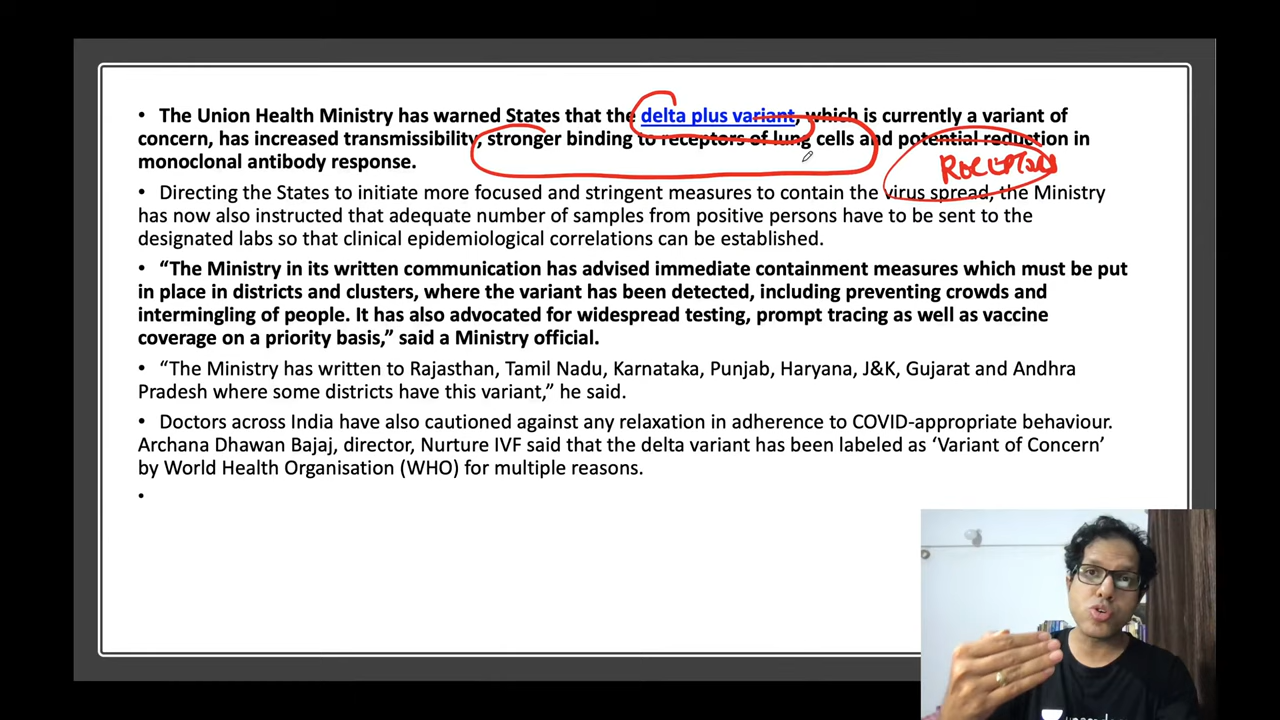 • The Union Health Ministry has warned States that the delta plus variant, which is currently a variant of
concern, has increased transmissibility, stronger binding to receptors of lung cells and potential reduction in
monoclonal antibody response.
Receptors
• Directing the States to initiate more focused and stringent measures to contain the virus spread, the Ministry
has now also instructed that adequate number of samples from positive persons have to be sent to the
designated labs so that clinical epidemiological correlations can be established.
• “The Ministry in its written communication has advised immediate containment measures which must be put
in place in districts and clusters, where the variant has been detected, including preventing crowds and
intermingling of people. It has also advocated for widespread testing, prompt tracing as well as vaccine
coverage on a priority basis,” said a Ministry official.
• “The Ministry has written to Rajasthan, Tamil Nadu, Karnataka, Punjab, Haryana, J&K, Gujarat and Andhra
Pradesh where some districts have this variant,” he said.
• Doctors across India have also cautioned against any relaxation in adherence to COVID-appropriate behaviour.
Archana Dhawan Bajaj, director, Nurture IVF said that the delta variant has been labeled as ‘Variant of Concern’
by World Health Organisation (WHO) for multiple reasons.
•